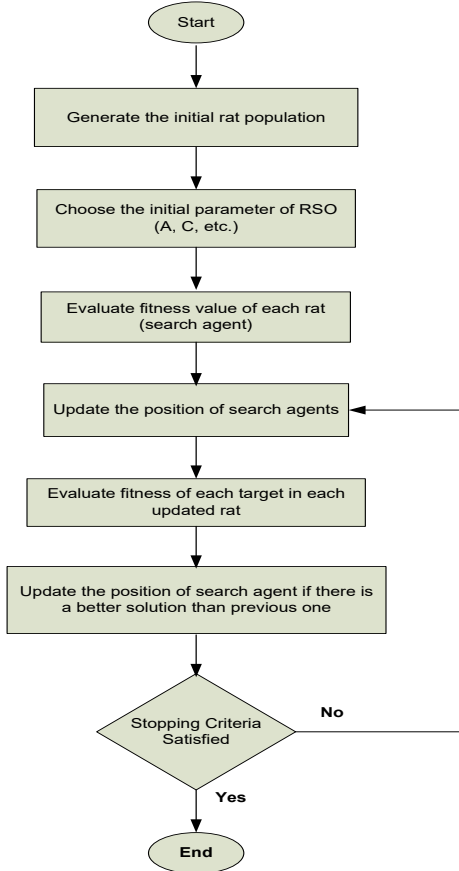 Start
Generate the initial rat population
Choose the initial parameter of RSO
(A, C, etc.)
Evaluate fitness value of each rat
(search agent)
Update the position of search agents
Evaluate fitness of each target in each
updated rat
Update the position of search agent if there is
a better solution than previous one
Stopping Criteria
Satisfied
No
Yes
End